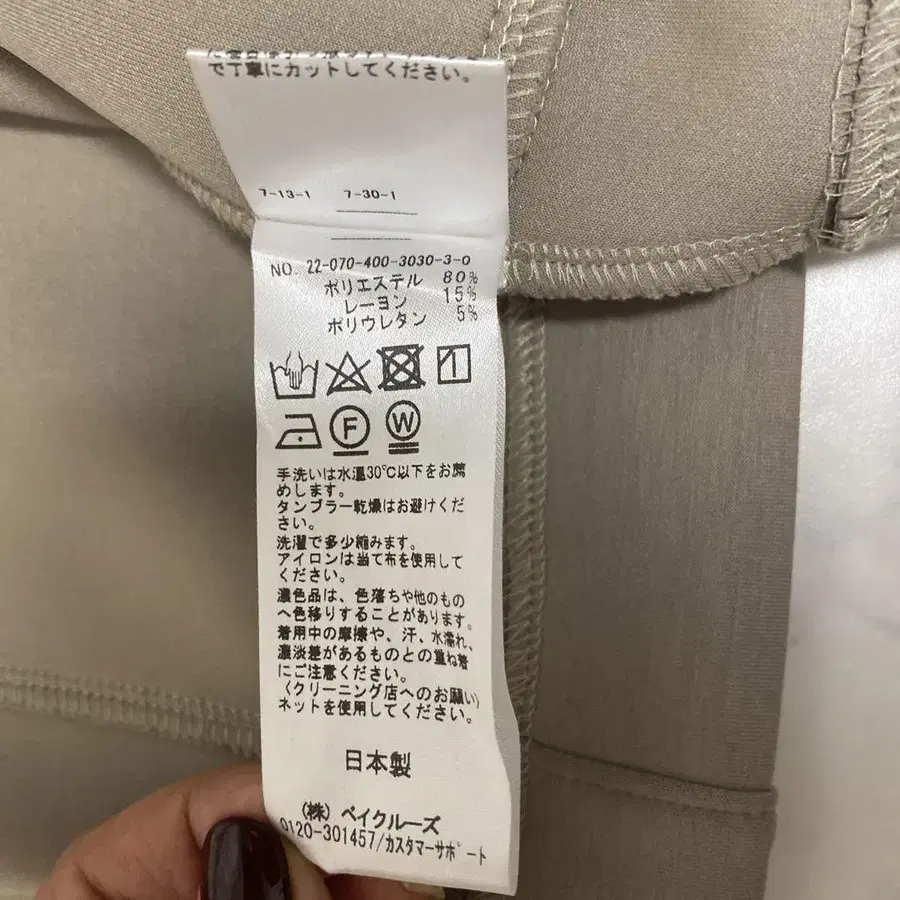 で丁寧にカットしてください。
7-13-1 7-30-1
NO. 22-070-400-3030-3-0
ポリエステル 80%
レーヨン 15%
ポリウレタン 5%
F W
手洗いは水温30℃以下をお薦
めします。
タンブラー乾燥はお避けくだ
さい。
洗濯で多少縮みます。
アイロンは当て布を使用して
ください。
濃色品は、色落ちや他のもの
へ色移りすることがあります。
着用中の摩擦や、汗、水濡れ、
濃淡差があるものとの重ね着
にご注意ください。
〈クリーニング店へのお願い〉
ネットを使用してください。
日本製
(株) ベイクルーズ
0120-301457/カスタマーサポート